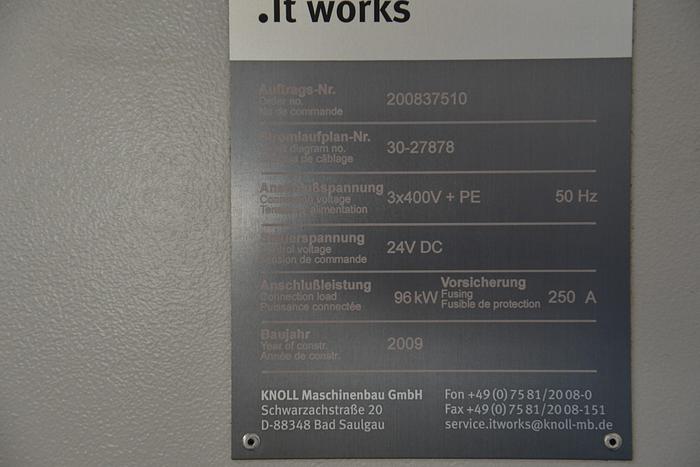 .It works
Auftrags-Nr.
Order no.
No de commande
200837510
Stromlaufplan-Nr.
diagram no.
de câblage
30-27878
Anschlußspannung
Connection voltage
alimentation
3x400V + PE 50 Hz
Steuerspannung
Control voltage
Tension de commande
24V DC
Anschlußleistung
Connection load
Puissance connectée
96 kW
Vorsicherung
Fusing
Fusible de protection
250 A
Baujahr
Year of constr.
Année de constr.
2009
KNOLL Maschinenbau GmbH
Schwarzachstraße 20
D-88348 Bad Saulgau
Fon +49 (0) 75 81/20 08-0
Fax +49 (0) 75 81/20 08-151
service.itworks@knoll-mb.de